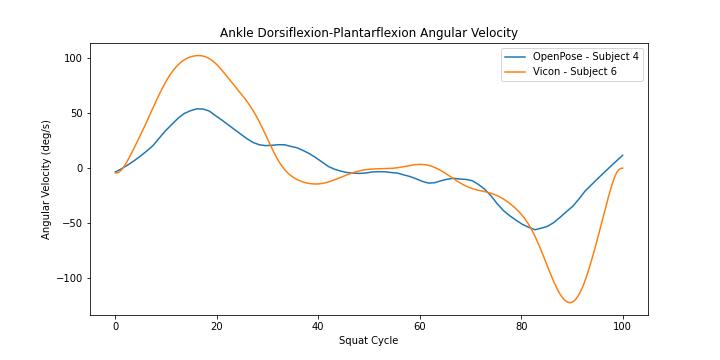 Ankle Dorsiflexion-Plantarflexion Angular Velocity
OpenPose - Subject 4
Vicon - Subject 6
100
50
0
−50
−100
Angular Velocity (deg/s)
0 20 40 60 80 100
Squat Cycle